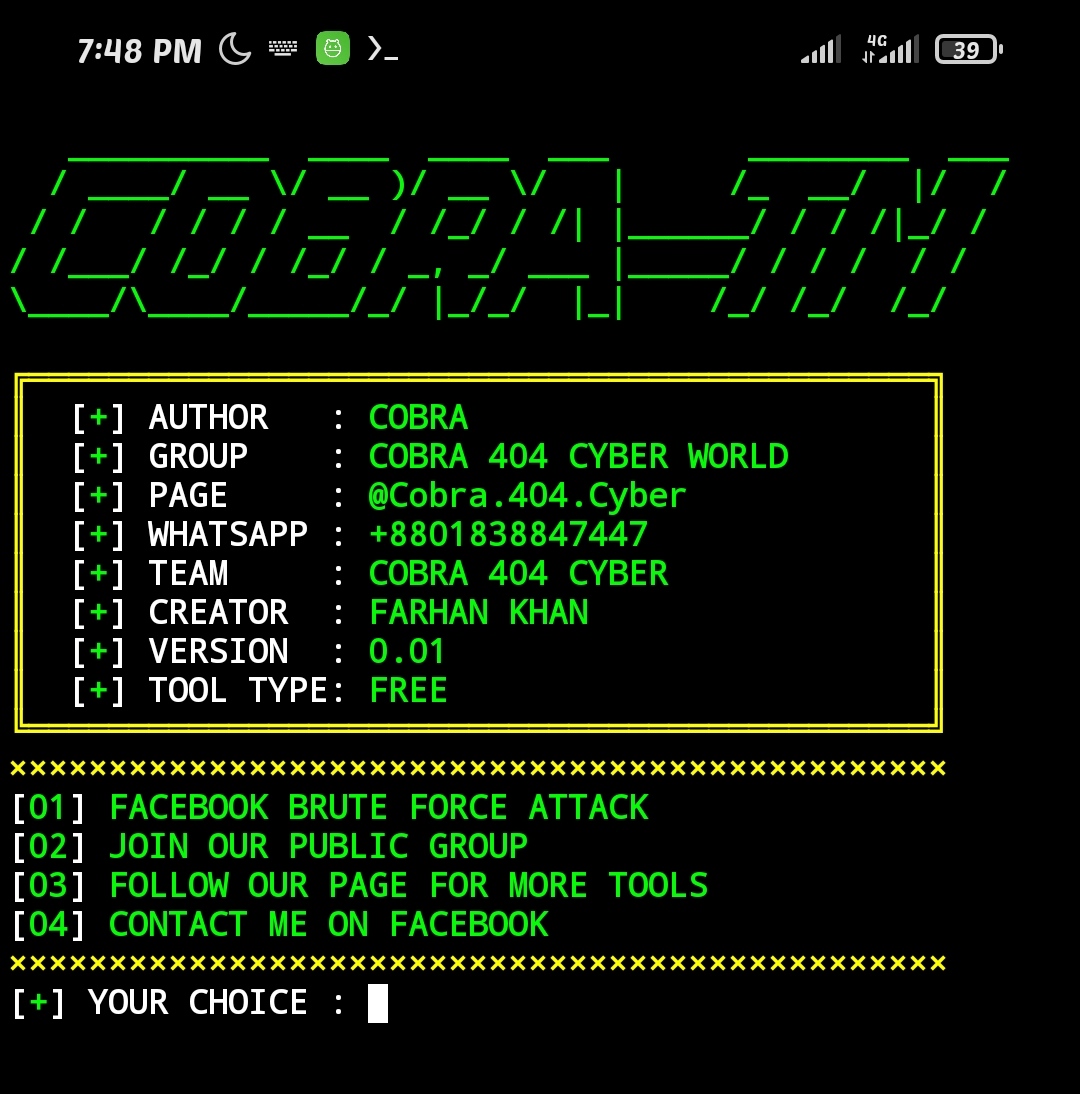 7:48 PM 4G 39
COBRA-TM
[+] AUTHOR : COBRA
[+] GROUP : COBRA 404 CYBER WORLD
[+] PAGE : @Cobra.404.Cyber
[+] WHATSAPP : +8801838847447
[+] TEAM : COBRA 404 CYBER
[+] CREATOR : FARHAN KHAN
[+] VERSION : 0.01
[+] TOOL TYPE: FREE
×××××××××××××××××××××××××××××××××××××××××××××××
[01] FACEBOOK BRUTE FORCE ATTACK
[02] JOIN OUR PUBLIC GROUP
[03] FOLLOW OUR PAGE FOR MORE TOOLS
[04] CONTACT ME ON FACEBOOK
×××××××××××××××××××××××××××××××××××××××××××××××
[+] YOUR CHOICE :